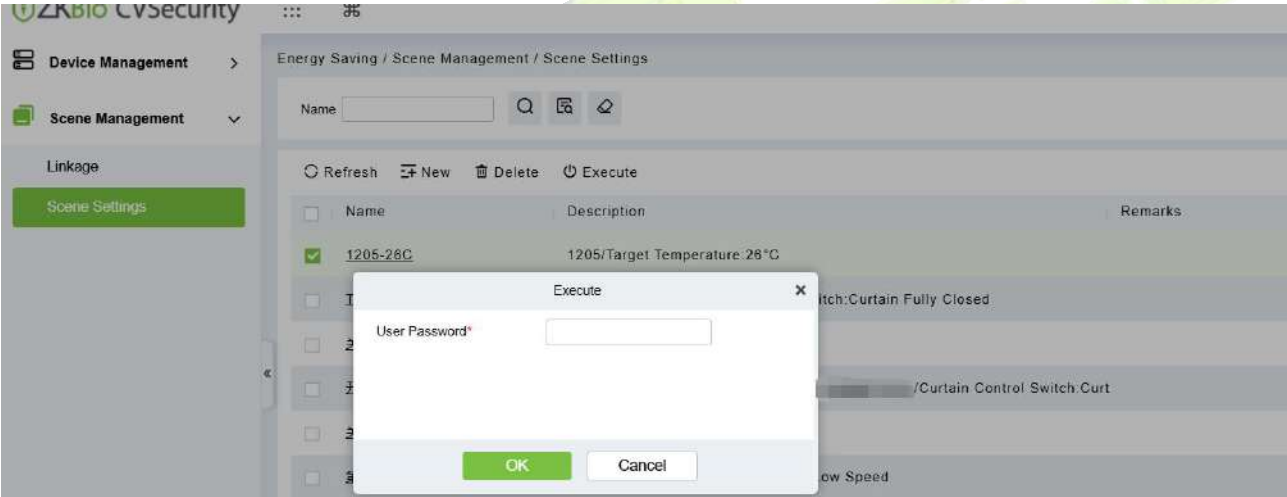 ZKBio CVSecurity
Device Management
Scene Management
Linkage
Scene Settings
Energy Saving / Scene Management / Scene Settings
Name
Refresh New Delete Execute
Name Description Remarks
1205-26C 1205/Target Temperature:26°C
itch:Curtain Fully Closed
/Curtain Control Switch:Curt
ow Speed
Execute
User Password*
OK Cancel